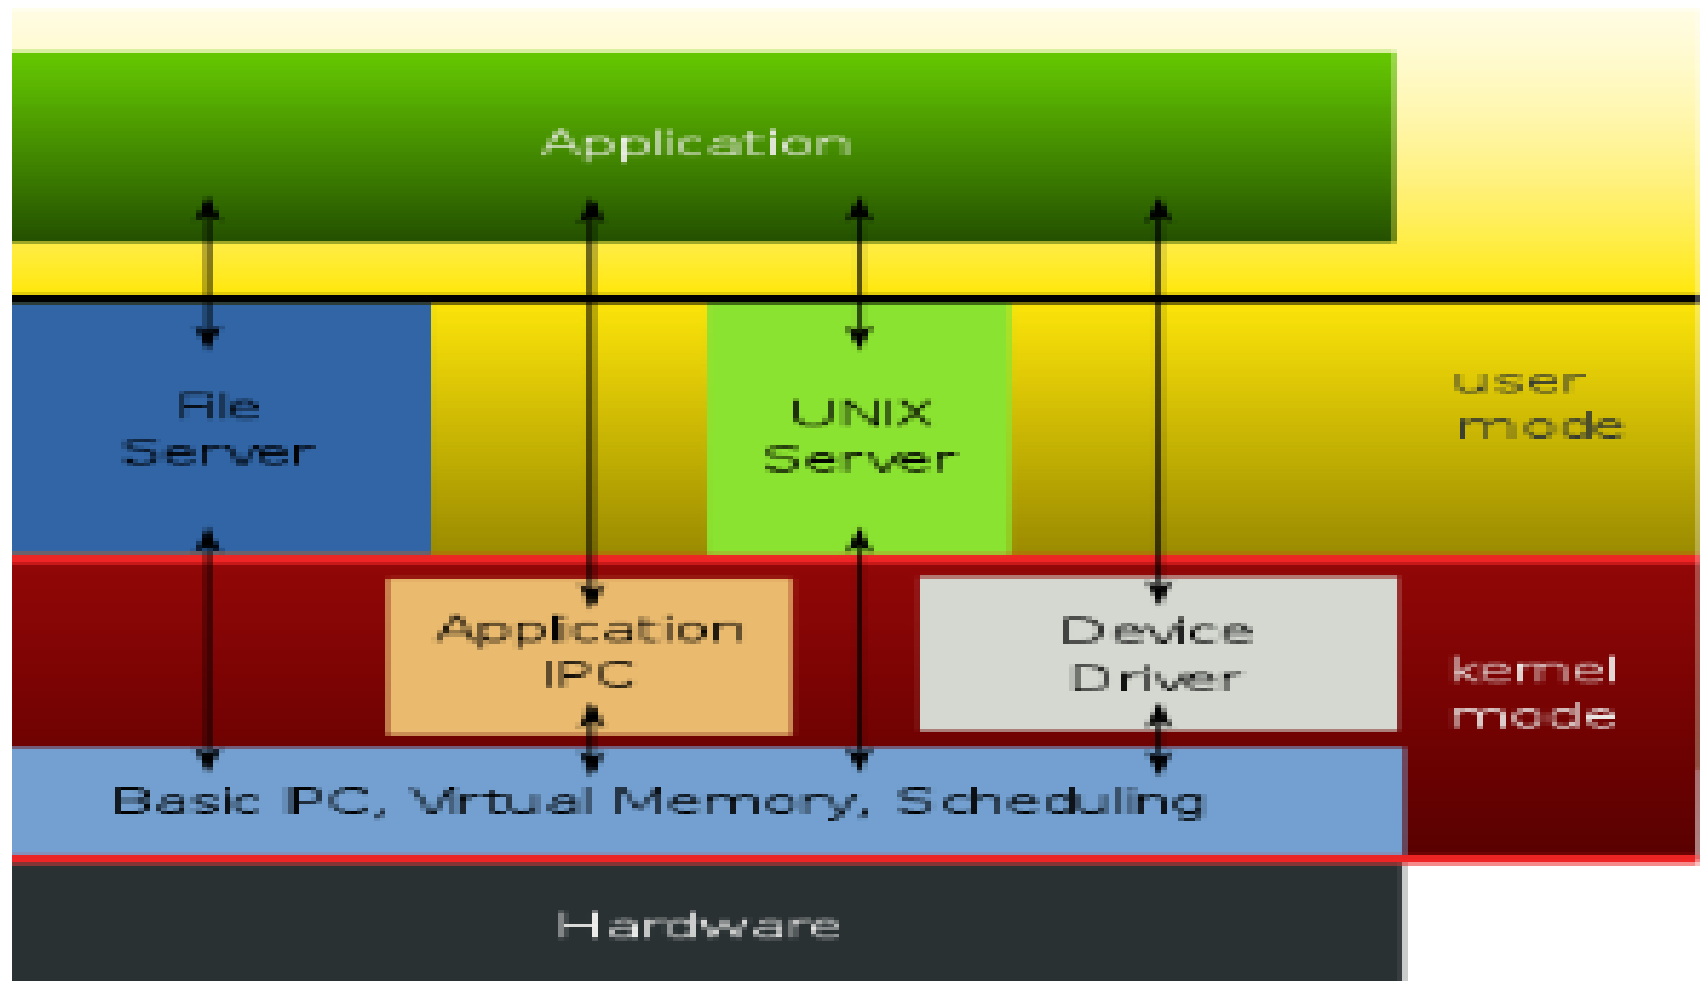 Application
File
Server
UNIX
Server
user
mode
Application
IPC
Device
Driver
kernel
mode
Basic IPC, Virtual Memory, Scheduling
Hardware